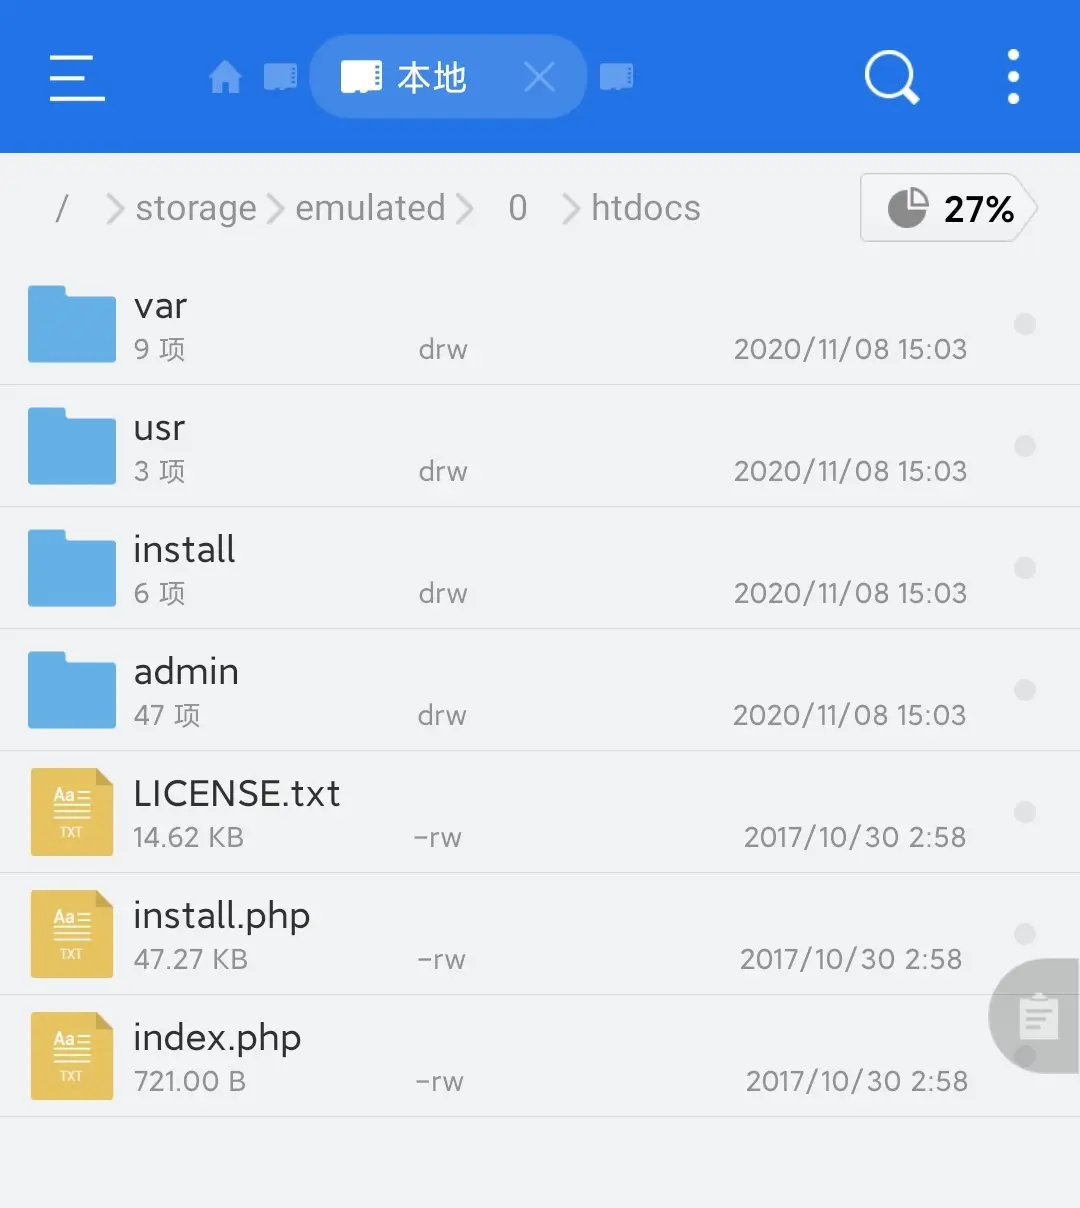 本地
/ storage emulated 0 htdocs 27%
var
9 项 drw 2020/11/08 15:03
usr
3 项 drw 2020/11/08 15:03
install
6 项 drw 2020/11/08 15:03
admin
47 项 drw 2020/11/08 15:03
Aa
TXT
LICENSE.txt
14.62 KB -rw 2017/10/30 2:58
Aa
TXT
install.php
47.27 KB -rw 2017/10/30 2:58
Aa
TXT
index.php
721.00 B -rw 2017/10/30 2:58